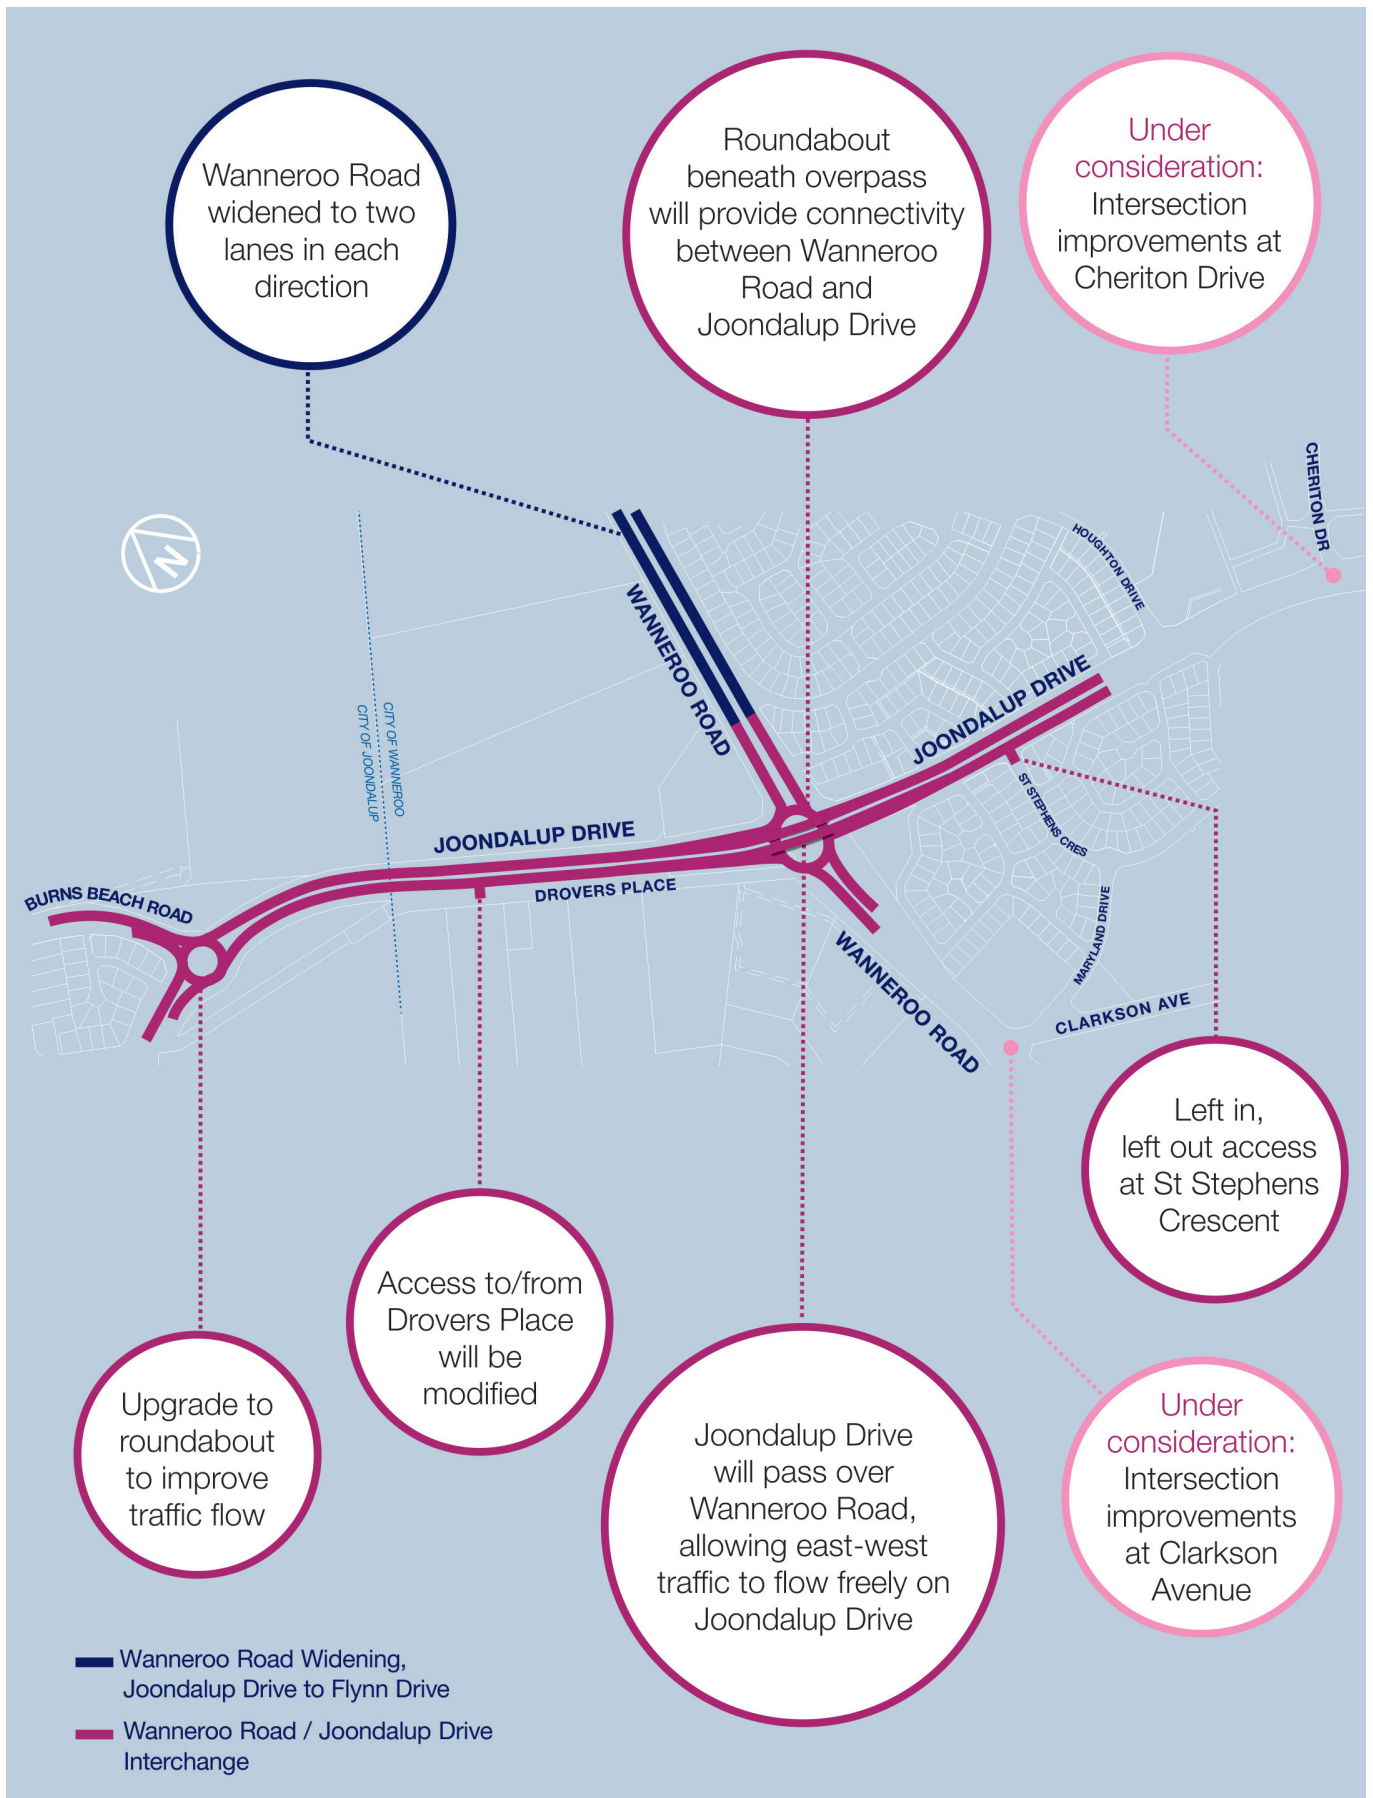 Wanneroo Road
widened to two
lanes in each
direction
Roundabout
beneath overpass
will provide connectivity
between Wanneroo
Road and
Joondalup Drive
Under
consideration:
Intersection
improvements at
Cheriton Drive
CHERITON DR
HOUGHTON DRIVE
N
WANNEROO ROAD
JOONDALUP DRIVE
CITY OF WANNEROO
CITY OF JOONDALUP
ST STEPHENS CRES
JOONDALUP DRIVE
DROVERS PLACE
BURNS BEACH ROAD
MARYLAND DRIVE
WANNEROO ROAD
CLARKSON AVE
Left in,
left out access
at St Stephens
Crescent
Access to/from
Drovers Place
will be
modified
Upgrade to
roundabout
to improve
traffic flow
Joondalup Drive
will pass over
Wanneroo Road,
allowing east-west
traffic to flow freely on
Joondalup Drive
Under
consideration:
Intersection
improvements
at Clarkson
Avenue
Wanneroo Road Widening,
Joondalup Drive to Flynn Drive
Wanneroo Road / Joondalup Drive
Interchange